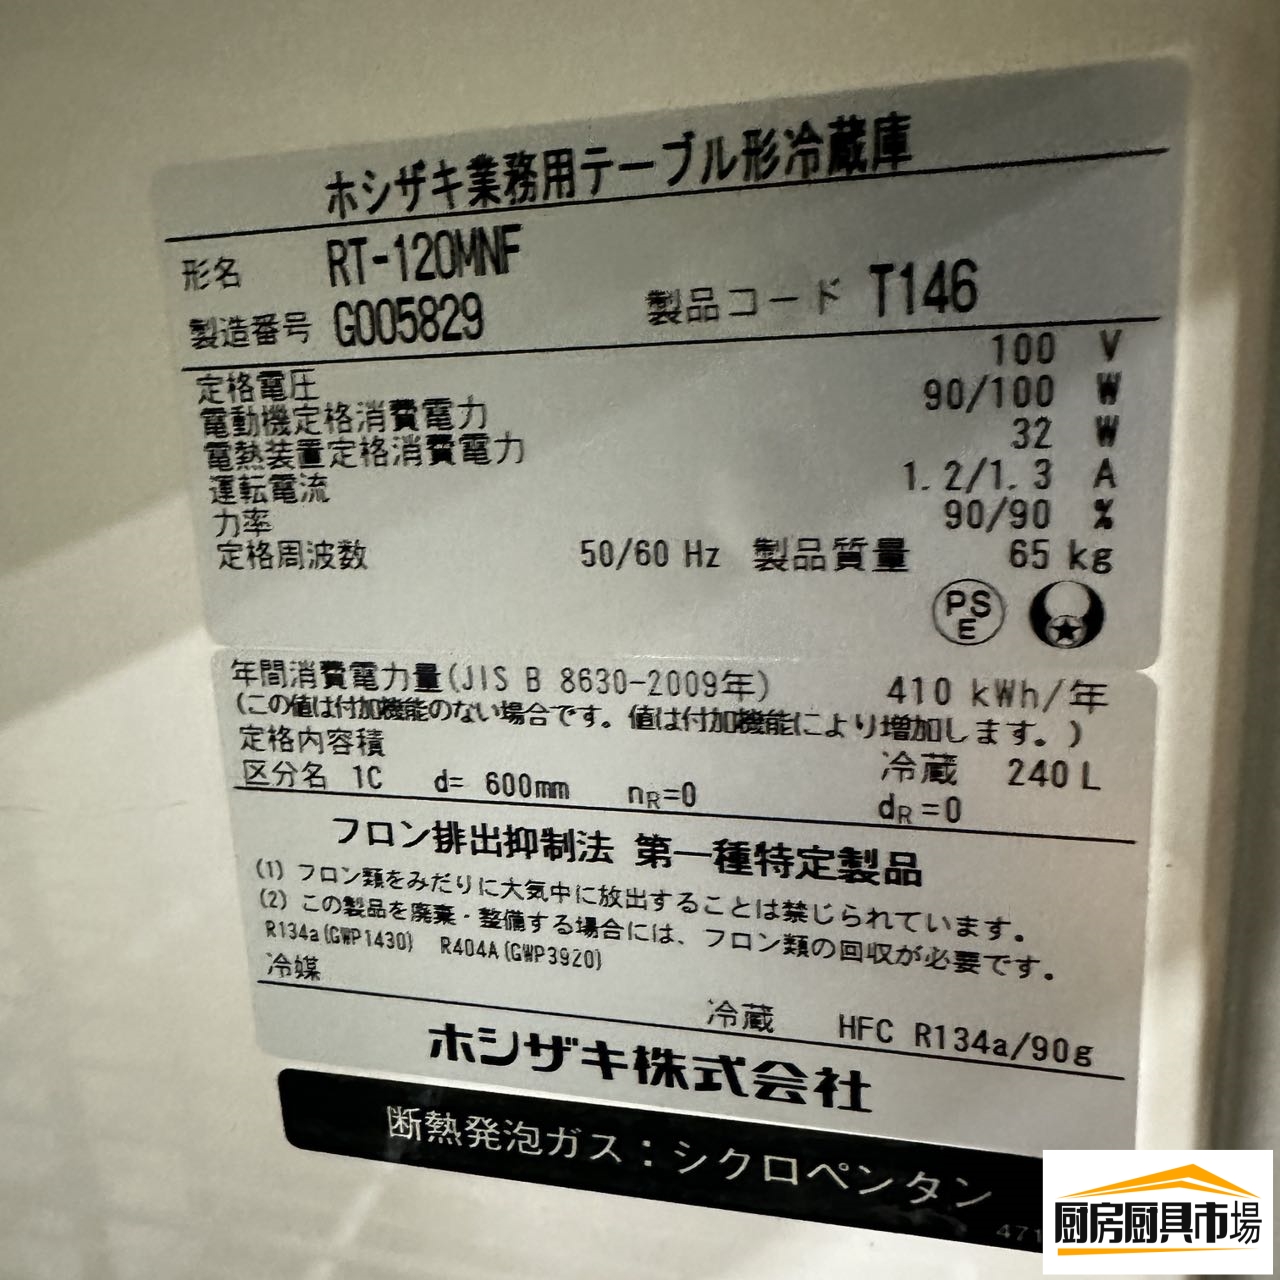 ホシザキ業務用テーブル形冷蔵庫
形名 RT-120MNF
製造番号 G005829 製品コード T146
定格電圧 100 V
電動機定格消費電力 90/100 W
電熱装置定格消費電力 32 W
運転電流 1.2/1.3 A
力率 90/90 %
定格周波数 50/60 Hz 製品質量 65 kg
PS
E
年間消費電力量(JIS B 8630-2009年) 410 kWh/年
(この値は付加機能のない場合です。値は付加機能により増加します。)
定格内容積 冷蔵 240 L
区分名 1C d= 600mm nR=0 dR=0
フロン排出抑制法 第一種特定製品
(1) フロン類をみだりに大気中に放出することは禁じられています。
(2) この製品を廃棄・整備する場合には、フロン類の回収が必要です。
R134a(GWP1430) R404A(GWP3920)
冷媒
冷蔵 HFC R134a/90g
ホシザキ株式会社
断熱発泡ガス:シクロペンタン
471
厨房厨具市場